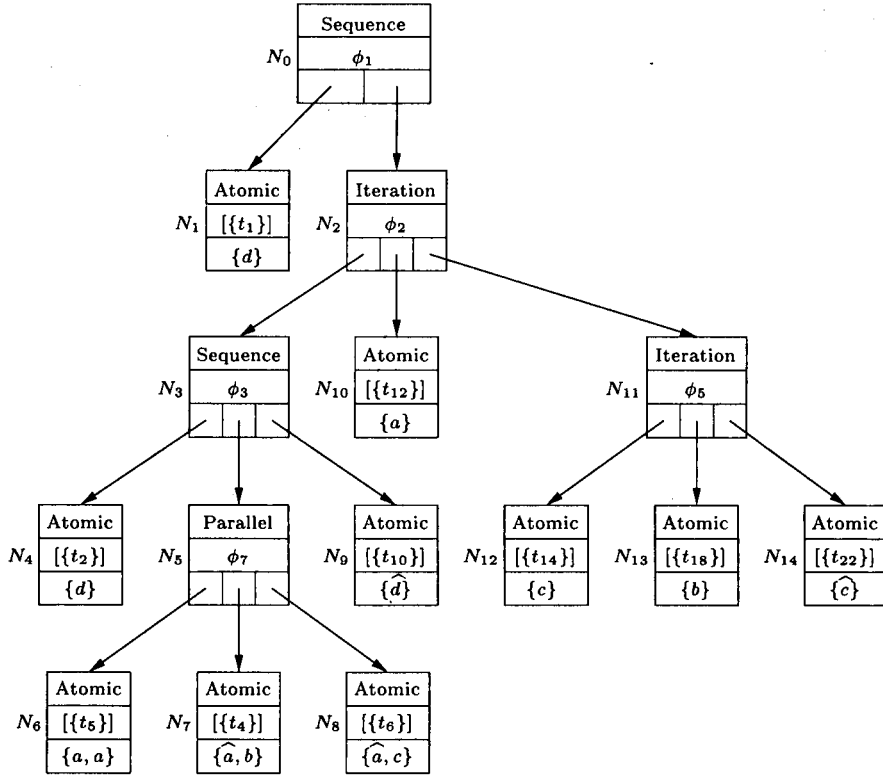 Sequence
N₀ ϕ₁
Atomic Iteration
N₁ [{t₁}] N₂ ϕ₂
{d}
Sequence Atomic Iteration
N₃ ϕ₃ N₁₀ [{t₁₂}] N₁₁ ϕ₅
{a}
Atomic Parallel Atomic Atomic Atomic Atomic
N₄ [{t₂}] N₅ ϕ₇ N₉ [{t₁₀}] N₁₂ [{t₁₄}] N₁₃ [{t₁₈}] N₁₄ [{t₂₂}]
{d} {d̂} {c} {b} {ĉ}
Atomic Atomic Atomic
N₆ [{t₅}] N₇ [{t₄}] N₈ [{t₆}]
{a, a} {â, b} {â, c}